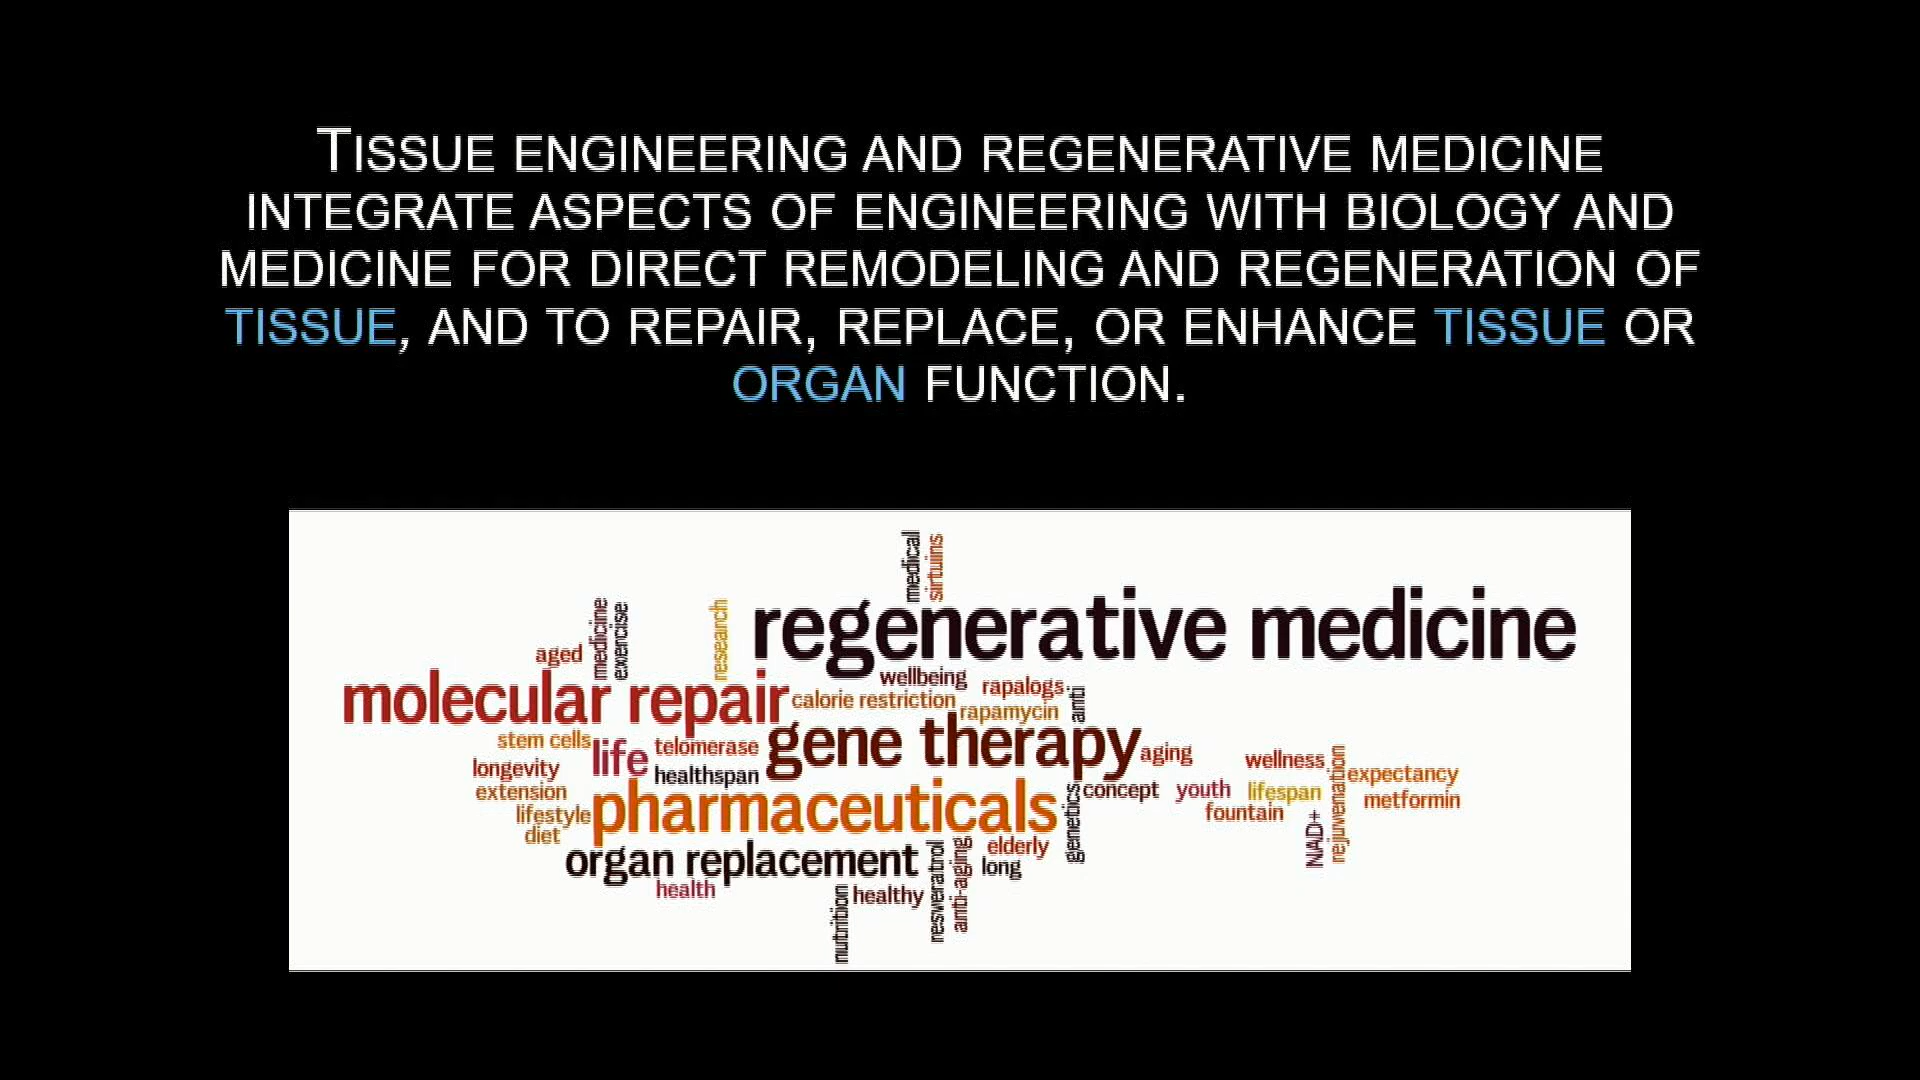 TISSUE ENGINEERING AND REGENERATIVE MEDICINE
INTEGRATE ASPECTS OF ENGINEERING WITH BIOLOGY AND
MEDICINE FOR DIRECT REMODELING AND REGENERATION OF
TISSUE, AND TO REPAIR, REPLACE, OR ENHANCE TISSUE OR
ORGAN FUNCTION.
medical
sirtuins
regenerative medicine
medicine
exercise
research
aged
wellbeing
molecular repair
calorie restriction
rapalogs
rapamycin
anti
stem cells
life
telomerase
gene therapy
aging
longevity
healthspan
wellness
rejuvenation
expectancy
extension
pharmaceuticals
genetics
concept
youth
lifespan
metformin
lifestyle
fountain
diet
NAD+
organ replacement
resveratrol
anti-aging
elderly
long
health
nutrition
healthy